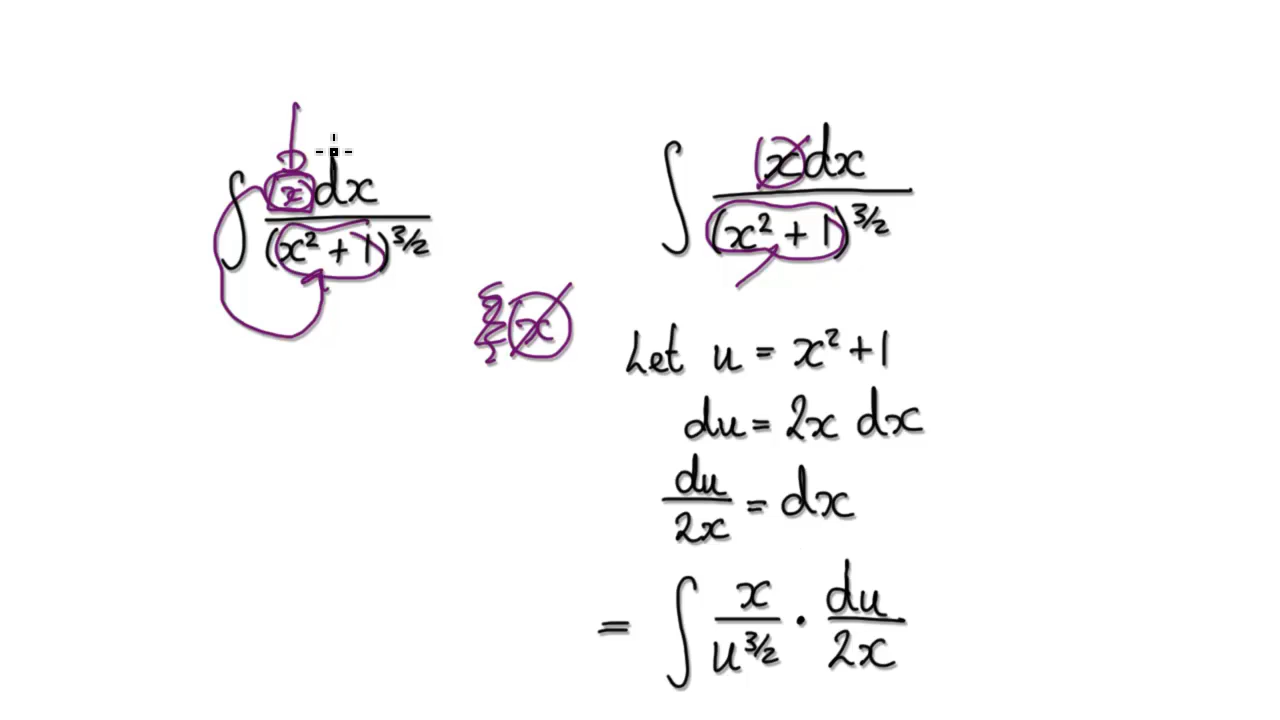 ∫ x dx / (x² + 1)^3/2
x
∫ x dx / (x² + 1)^3/2
Let u = x² + 1
du = 2x dx
du / 2x = dx
= ∫ x / u^3/2 · du / 2x